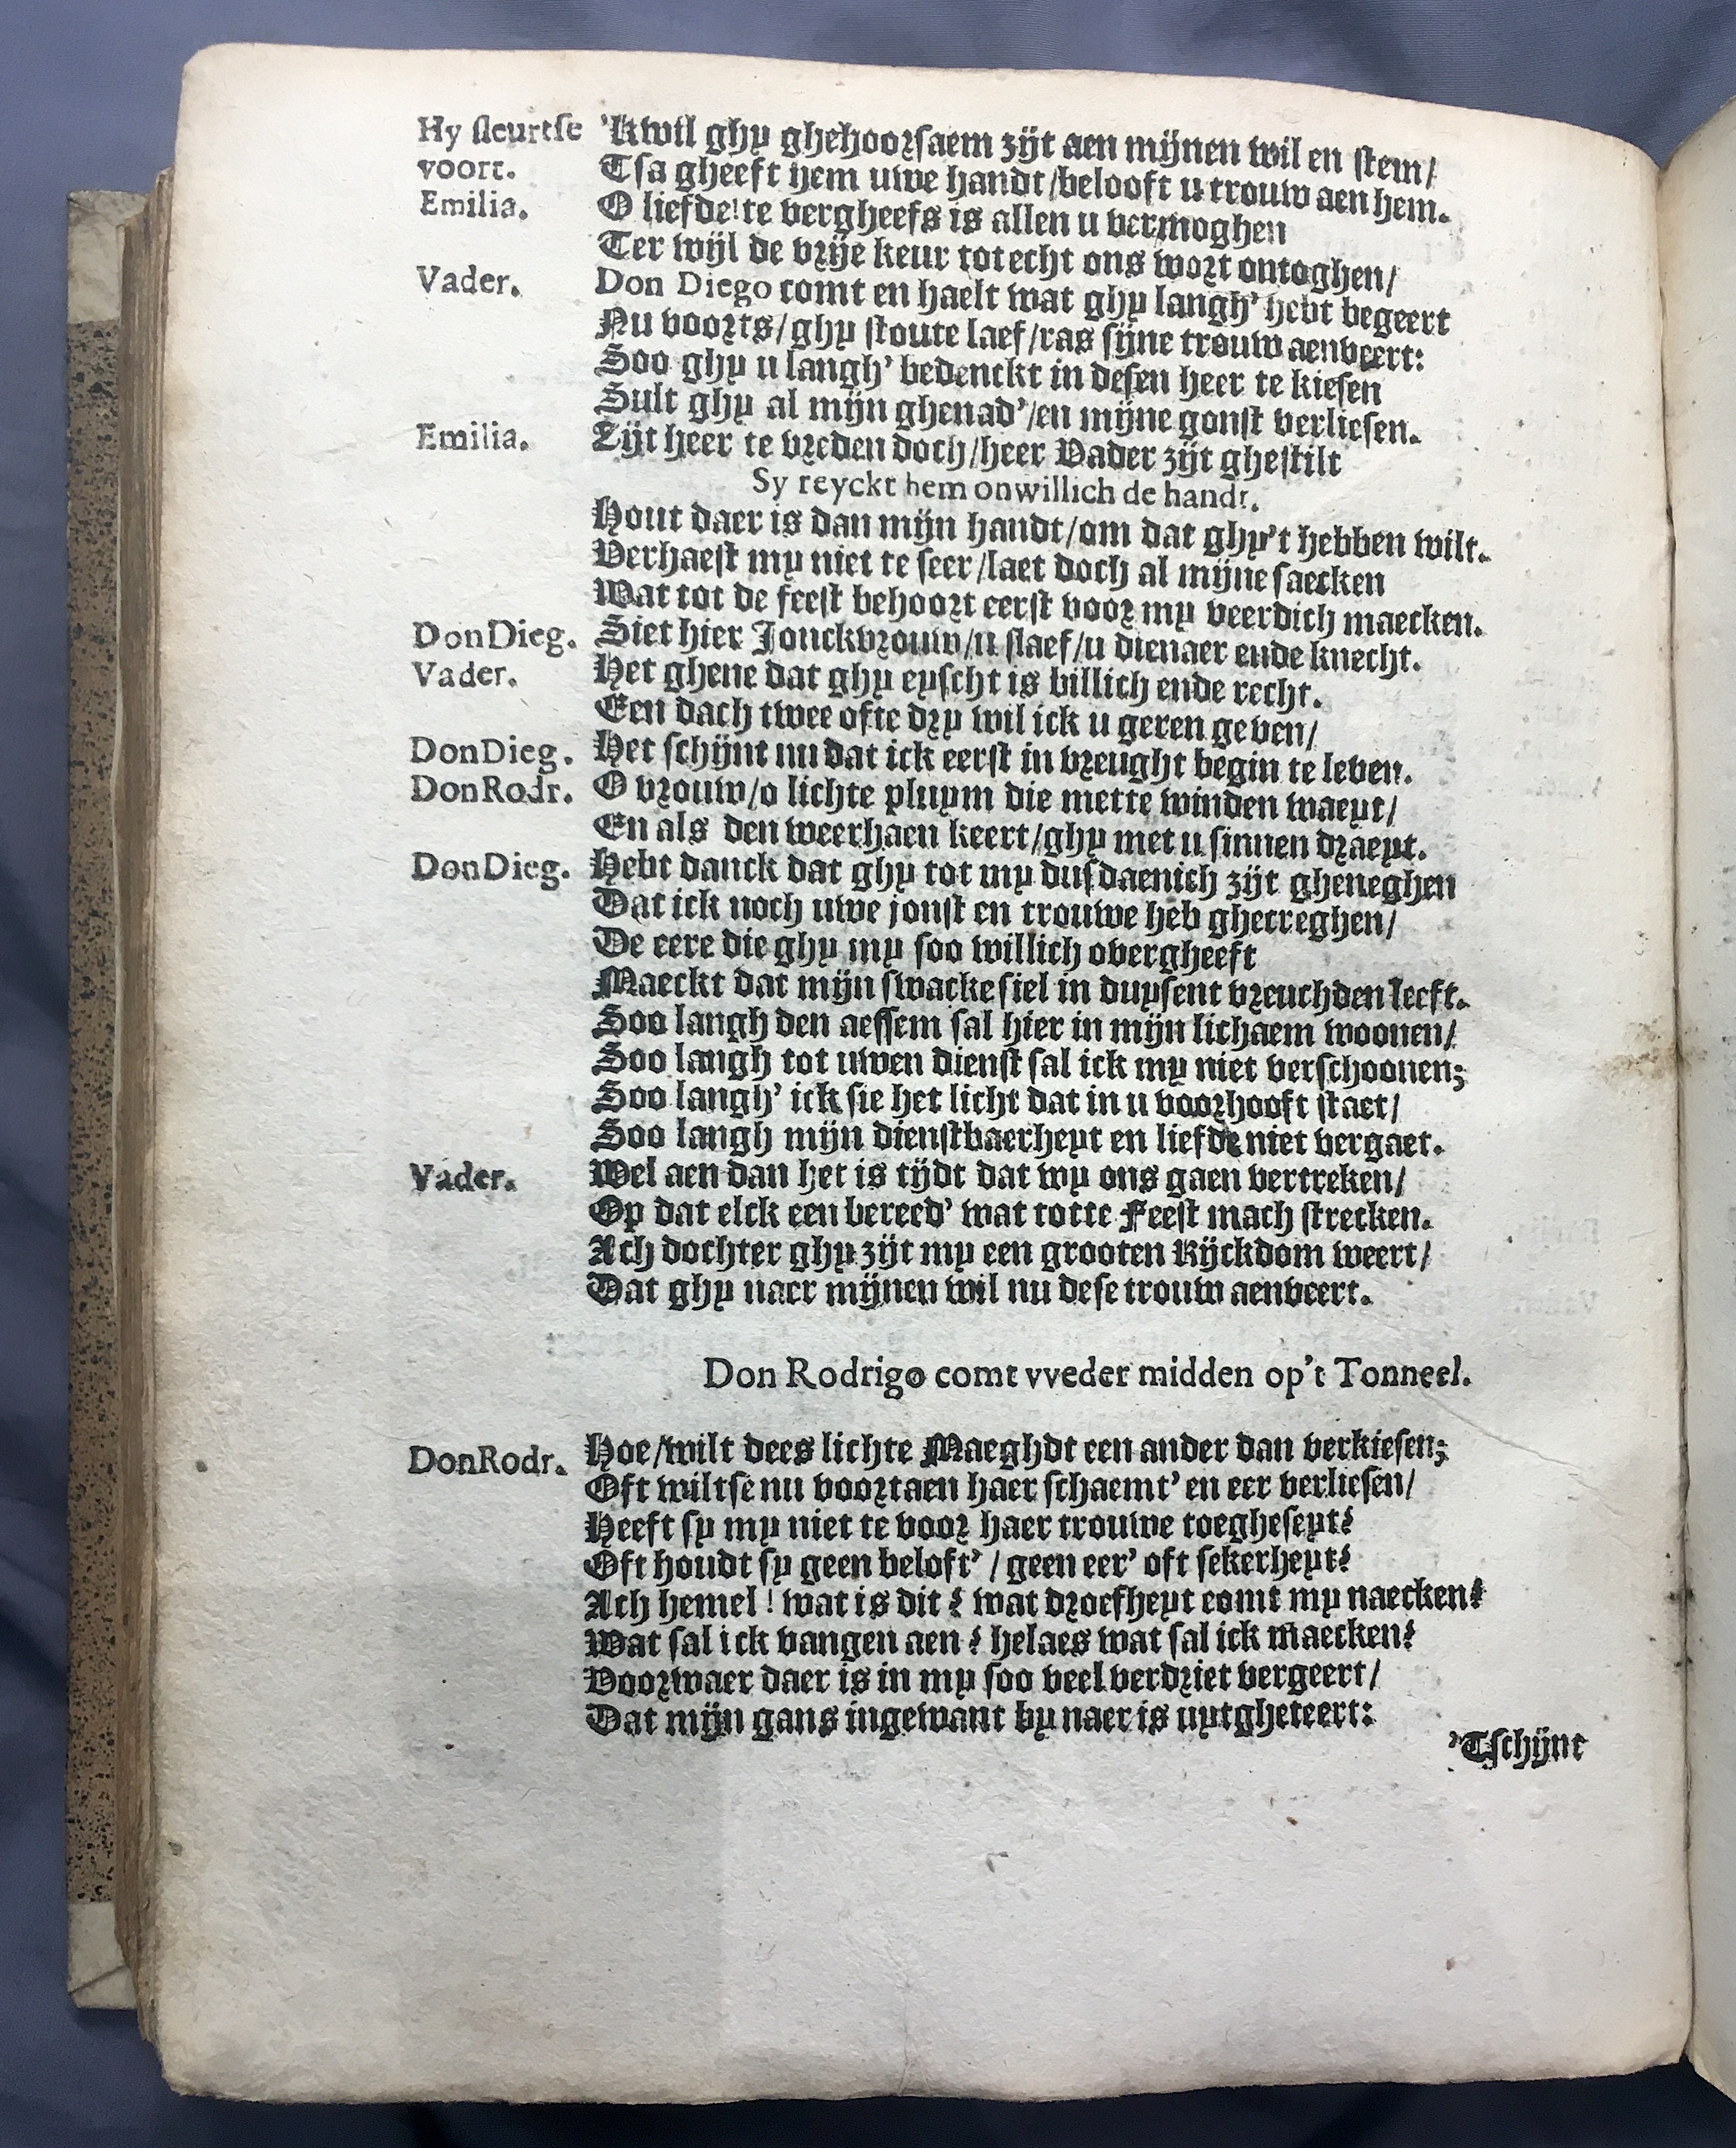 Hy sleurtse 'Kwil ghy ghehoorsaem zijt aen mijnen wil en stem/
voort. Tsa gheeft hem uwe handt/belooft u trouw aen hem.
Emilia. O liefde! te vergheefs is allen u vermoghen
Ter wijl de vrije keur tot echt ons wort ontoghen/
Vader. Don Diego comt en haelt wat ghy langh' hebt begeert
Nu voorts/ghy stoute laef/ras sijne trouw aenveert:
Soo ghy u langh' bedenckt in desen heer te kiesen
Sult ghy al mijn ghenad'/en mijne gonst verliesen.
Emilia. Zijt heer te vreden doch/heer Vader zijt ghestilt
Sy reyckt hem onwillich de handt.
Hout daer is dan mijn handt/om dat ghy't hebben wilt.
Verhaest my niet te seer/laet doch al mijne saecken
Wat tot de feest behoort eerst voor my veerdich maecken.
Don Dieg. Siet hier Jonckvrouw/u slaef/u dienaer ende knecht.
Vader. Het ghene dat ghy eyscht is billich ende recht.
Een dach twee ofte dry wil ick u geren geven/
Don Dieg. Het schijnt nu dat ick eerst in vreught begin te leven.
Don Rodr. O vrouw/o lichte pluym die mette winden waeyt/
En als den weerhaen keert/ghy met u sinnen draeyt.
Don Dieg. Hebt danck dat ghy tot my dusdaenich zijt gheneghen
Dat ick noch uwe jonst en trouwe heb ghecreghen/
De eere die ghy my soo willich overgheeft
Maeckt dat mijn swacke siel in duysent vreuchden leeft.
Soo langh den aessem sal hier in mijn lichaem woonen/
Soo langh tot uwen dienst sal ick my niet verschoonen;
Soo langh' ick sie het licht dat in u voorhooft staet/
Soo langh mijn dienstbaerheyt en liefde niet vergaet.
Vader. Wel aen dan het is tijdt dat wy ons gaen vertreken/
Op dat elck een bereed' wat totte Feest mach strecken.
Ach dochter ghy zijt my een grooten Rijckdom weert/
Dat ghy naer mijnen wil nu dese trouw aenveert.
Don Rodrigo comt vveder midden op't Tonneel.
Don Rodr. Hoe/wilt dees lichte Maeghdt een ander dan verkiesen;
Oft wiltse nu voortaen haer schaemt' en eer verliesen/
Heeft sy my niet te voor haer trouwe toegheseyt?
Oft houdt sy geen beloft' / geen eer' oft sekerheyt?
Ach hemel! wat is dit? wat droefheyt comt my naecken?
Wat sal ick vangen aen? helaes wat sal ick maecken?
Voorwaer daer is in my soo veel verdriet vergeert/
Dat mijn gans ingewant by naer is uytgheteert:
'Tschijnt